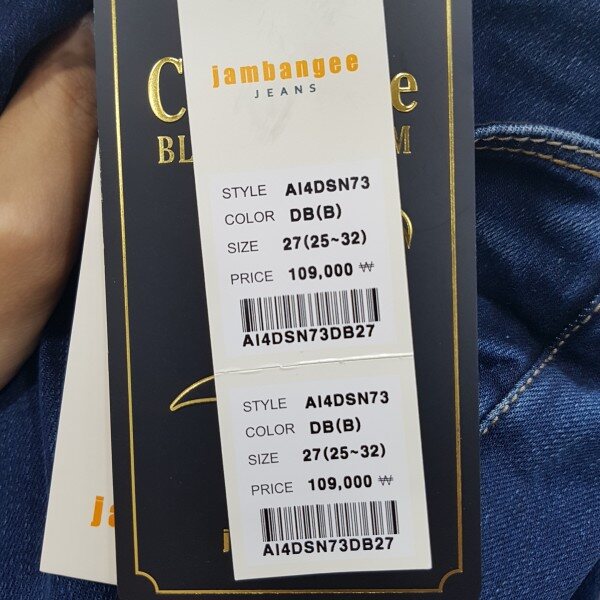 jambangee
JEANS
STYLE AI4DSN73
COLOR DB(B)
SIZE 27(25~32)
PRICE 109,000 ₩
AI4DSN73DB27
STYLE AI4DSN73
COLOR DB(B)
SIZE 27(25~32)
PRICE 109,000 ₩
AI4DSN73DB27